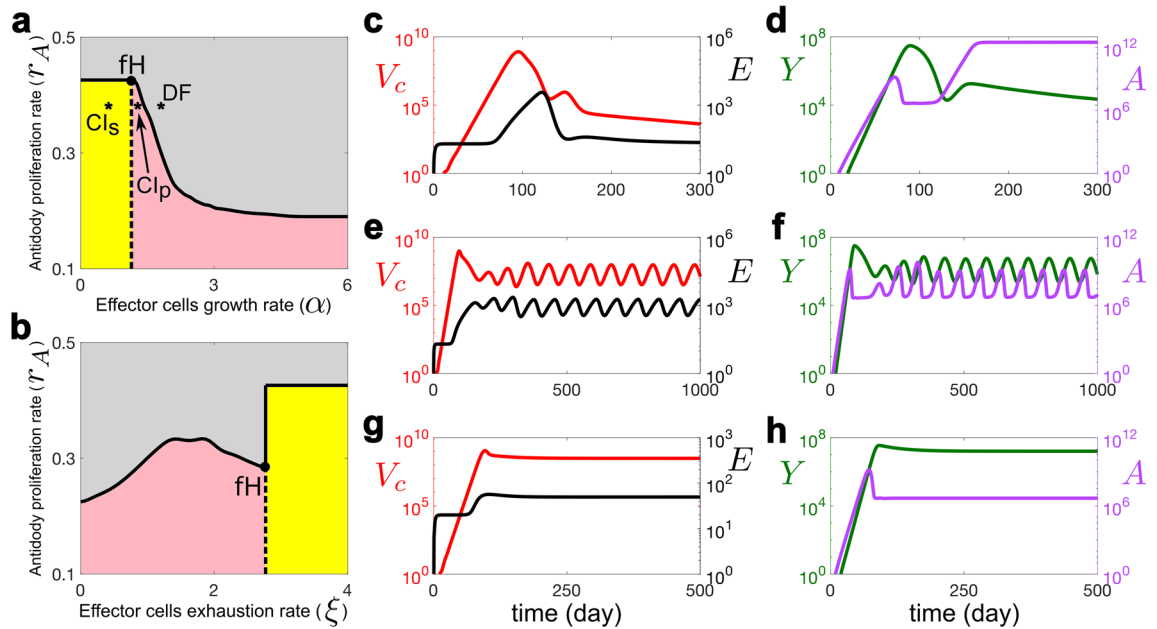 a
0.5
0.3
0.1
Antidody proliferation rate (r_A)
fH
DF
CI_s
CI_p
0
3
6
Effector cells growth rate (α)
b
0.5
0.3
0.1
Antidody proliferation rate (r_A)
fH
0
2
4
Effector cells exhaustion rate (ξ)
c
10^10
10^5
10^0
V_c
10^6
10^3
10^0
E
0
100
200
300
d
10^8
10^4
10^0
Y
10^12
10^6
10^0
A
0
100
200
300
e
10^10
10^5
10^0
V_c
10^6
10^3
10^0
E
0
500
1000
f
10^8
10^4
10^0
Y
10^12
10^6
10^0
A
0
500
1000
g
10^10
10^5
10^0
V_c
10^3
10^2
10^1
10^0
E
0
250
500
time (day)
h
10^8
10^4
10^0
Y
10^12
10^6
10^0
A
0
250
500
time (day)